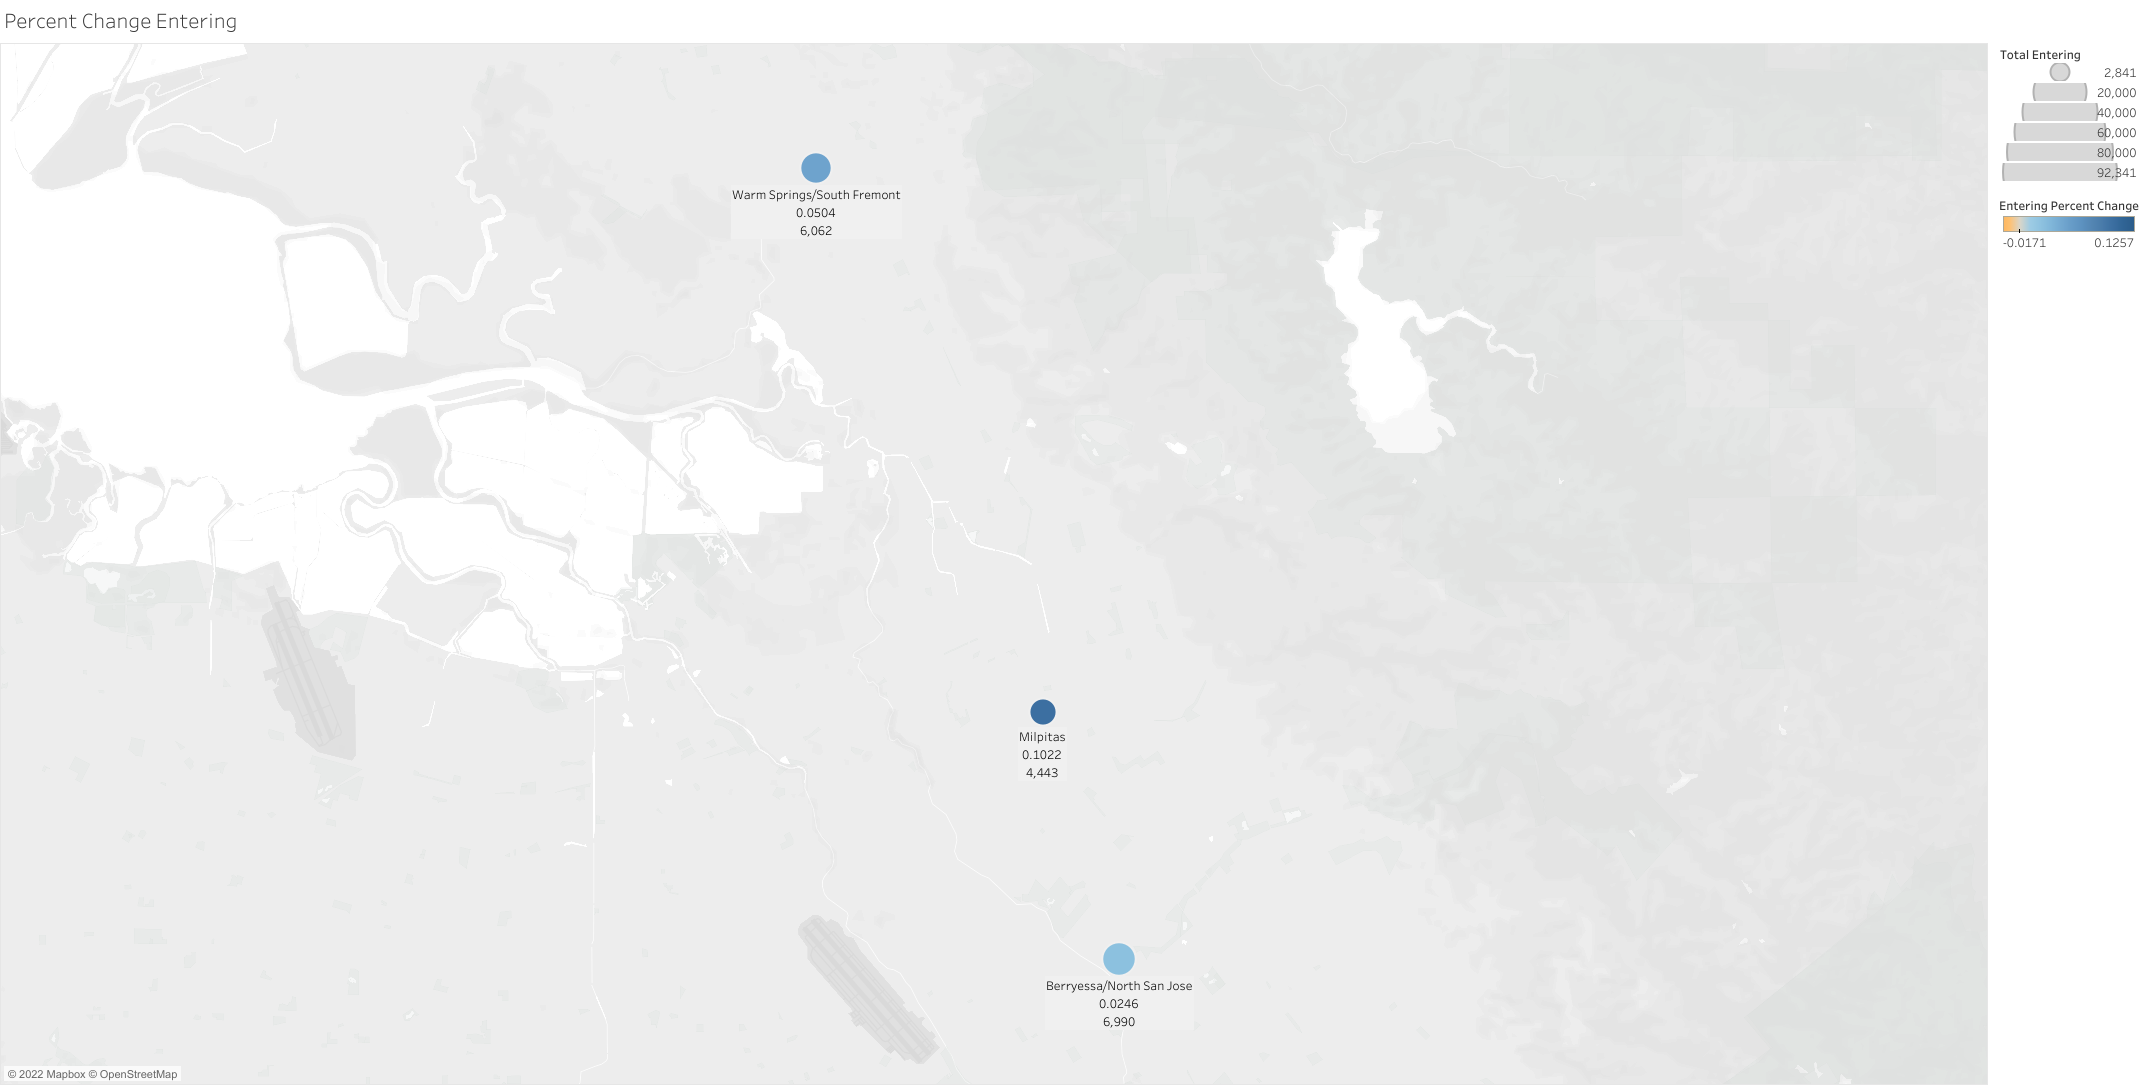 Percent Change Entering
Total Entering
2,841
20,000
40,000
60,000
80,000
92,341
Entering Percent Change
-0.0171 0.1257
Warm Springs/South Fremont
0.0504
6,062
Milpitas
0.1022
4,443
Berryessa/North San Jose
0.0246
6,990
© 2022 Mapbox © OpenStreetMap